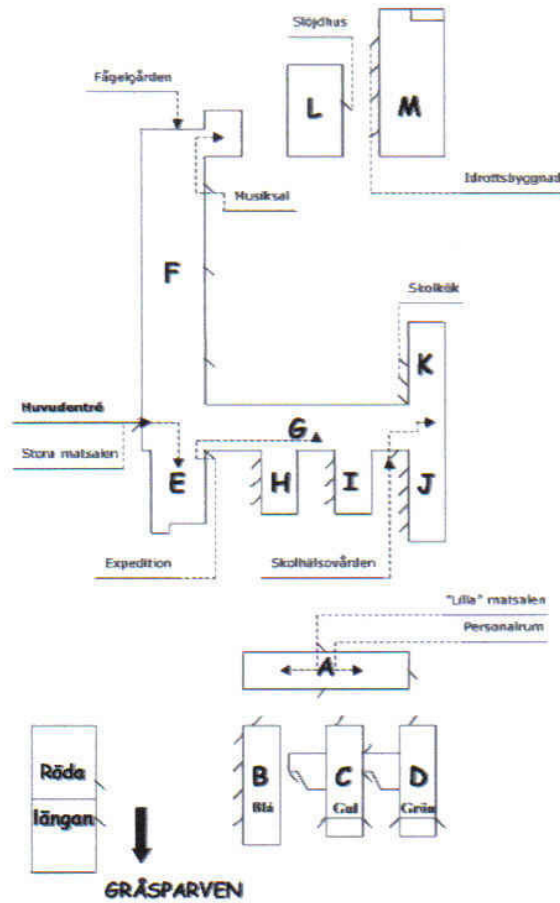 Slöjdhus
Fågelgården
L
M
Musiksal
Idrottsbyggnad
F
Skolkök
K
Huvudentré
Stora matsalen
G
E
H
I
J
Expedition
Skolhälsovården
"Lilla" matsalen
Personalrum
A
Röda
längan
B
Blå
C
Gul
D
Grön
GRÅSPARVEN